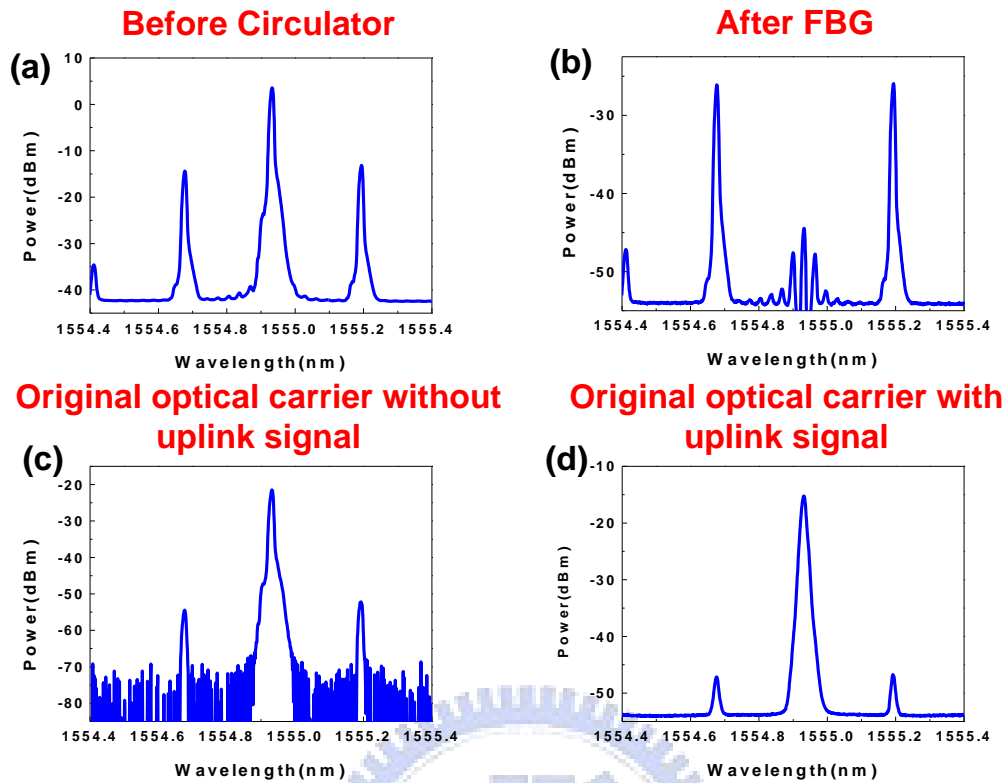 Before Circulator
After FBG
(a)
(b)
10
0
-10
-20
-30
-40
Power(dBm)
1554.4 1554.6 1554.8 1555.0 1555.2 1555.4
Wavelength(nm)
-30
-40
-50
Power(dBm)
1554.4 1554.6 1554.8 1555.0 1555.2 1555.4
Wavelength(nm)
Original optical carrier without
uplink signal
Original optical carrier with
uplink signal
(c)
(d)
-20
-30
-40
-50
-60
-70
-80
Power(dBm)
1554.4 1554.6 1554.8 1555.0 1555.2 1555.4
Wavelength(nm)
-10
-20
-30
-40
-50
Power(dBm)
1554.4 1554.6 1554.8 1555.0 1555.2 1555.4
Wavelength(nm)